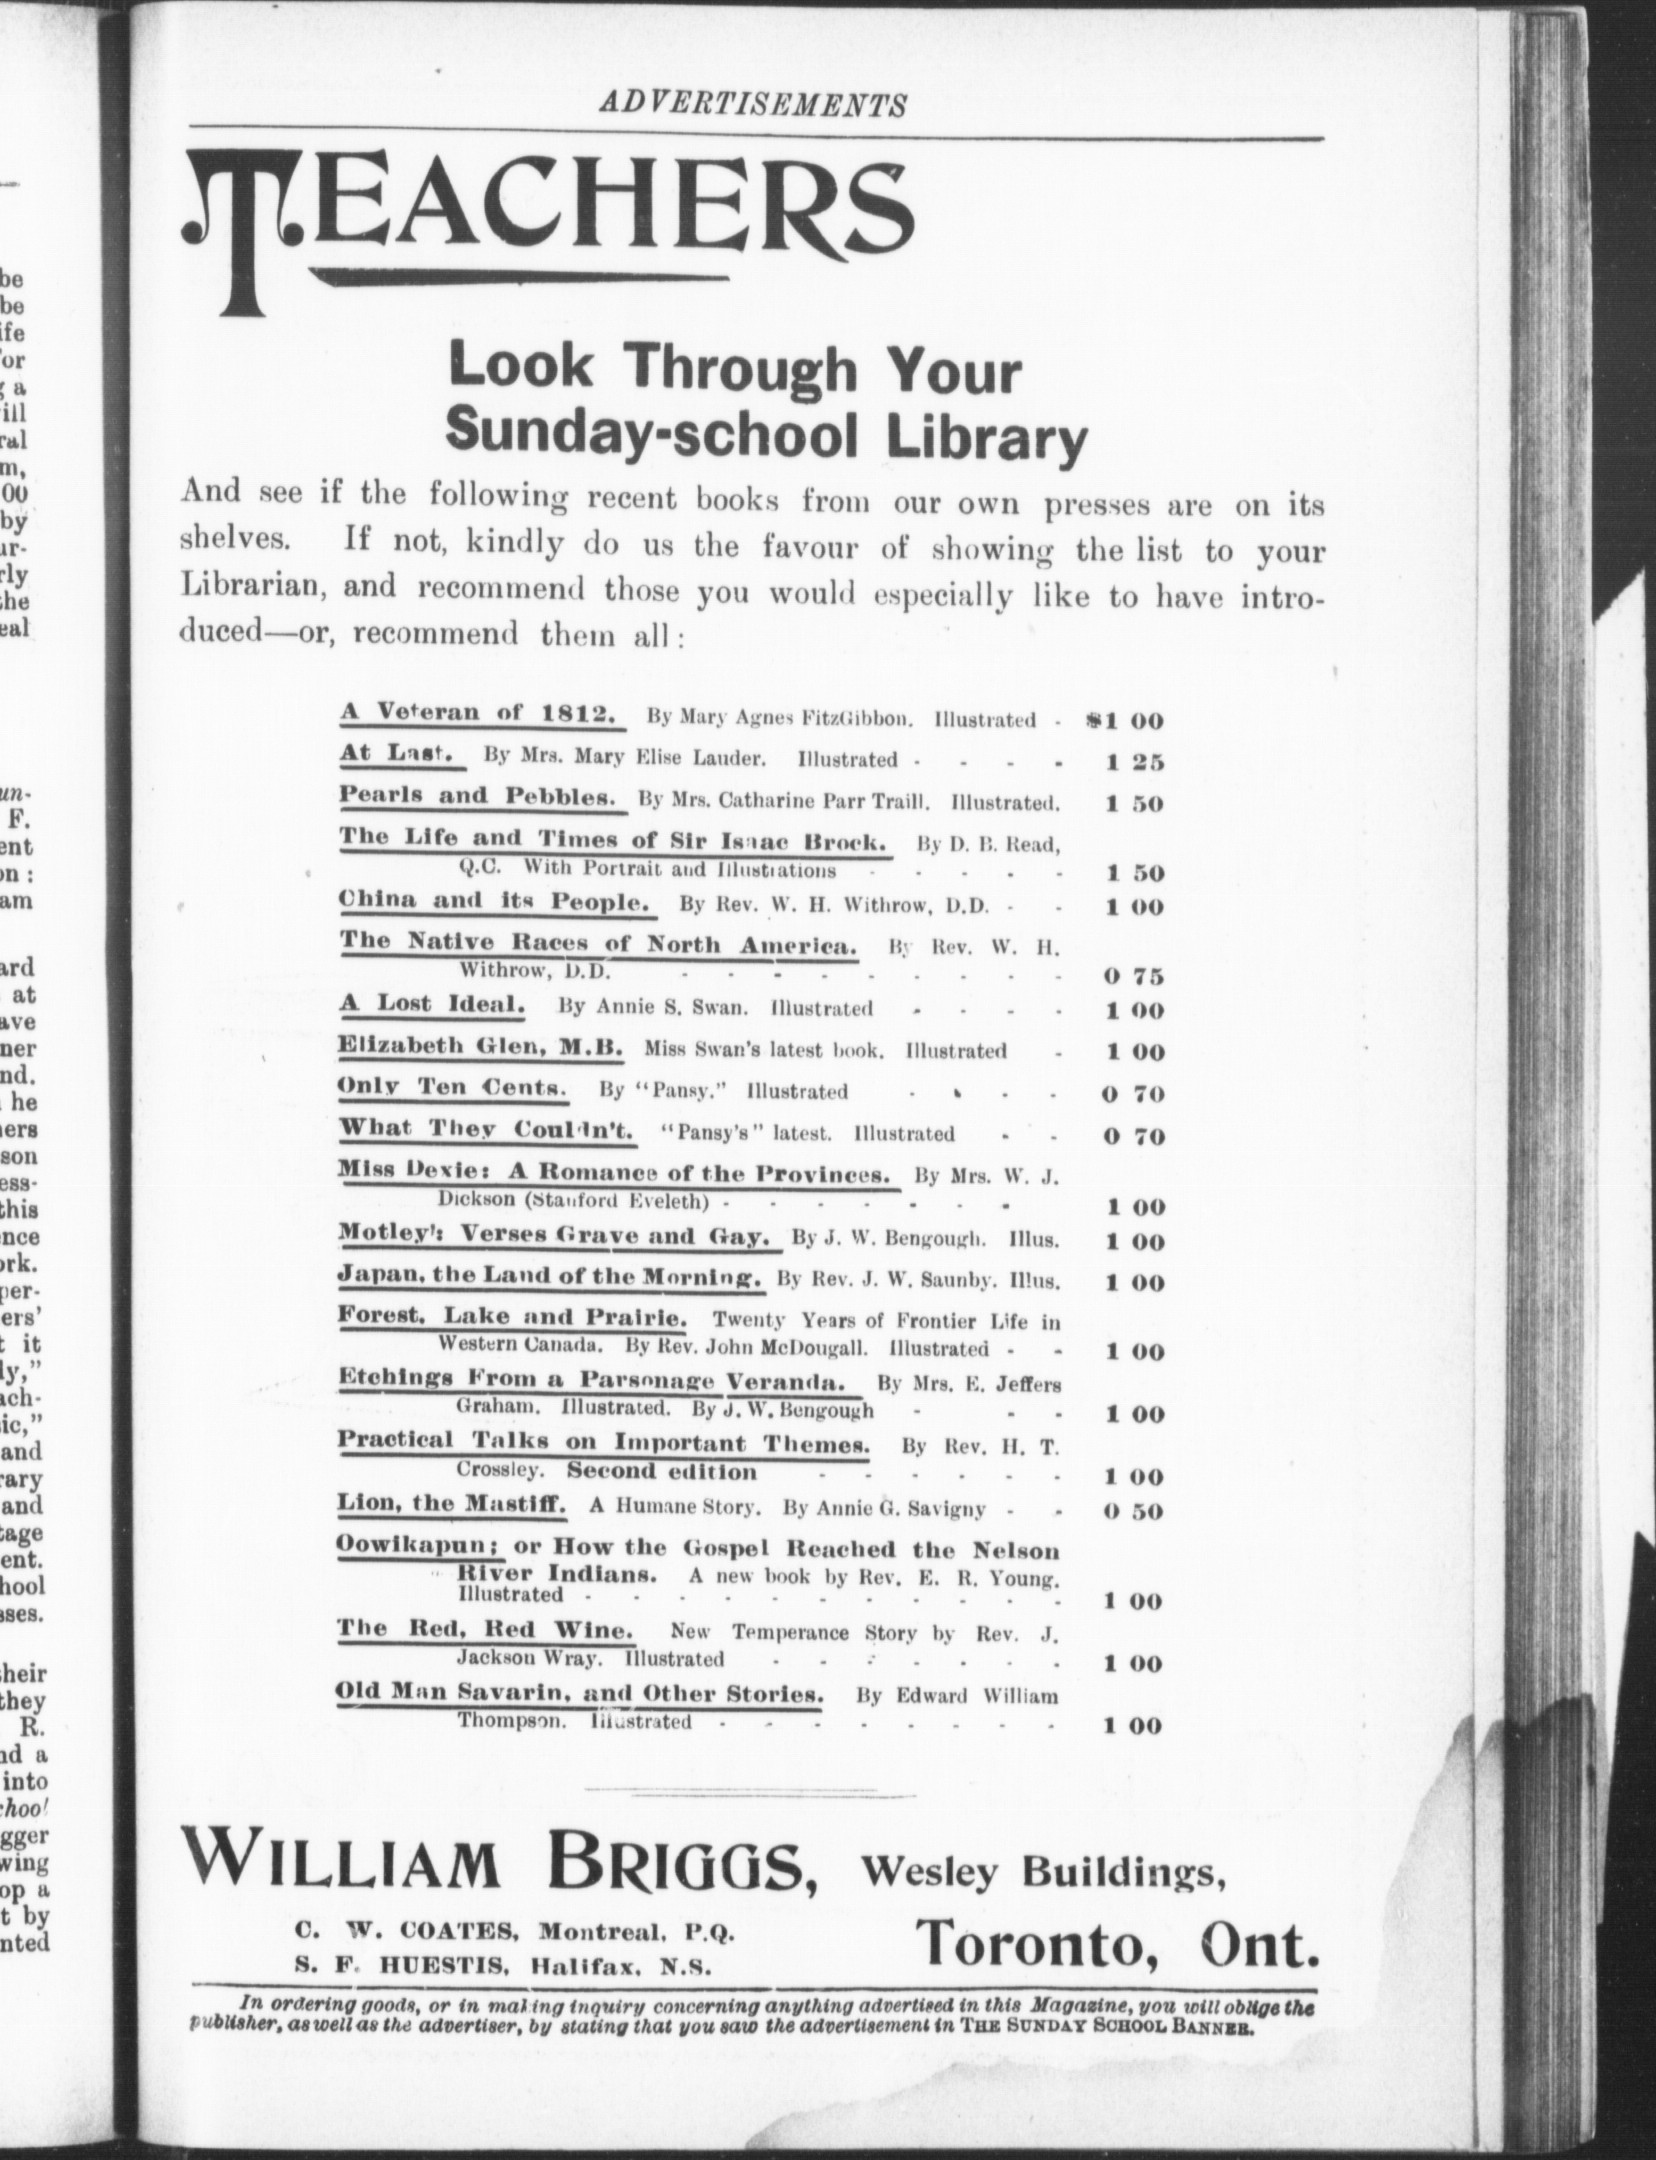 ADVERTISEMENTS
TEACHERS
Look Through Your
Sunday-school Library
And see if the following recent books from our own presses are on its
shelves. If not, kindly do us the favour of showing the list to your
Librarian, and recommend those you would especially like to have intro-
duced—or, recommend them all:
A Veteran of 1812. By Mary Agnes FitzGibbon. Illustrated - $1 00
At Last. By Mrs. Mary Elise Lauder. Illustrated - - - - 1 25
Pearls and Pebbles. By Mrs. Catharine Parr Traill. Illustrated. 1 50
The Life and Times of Sir Isaac Brock. By D. B. Read,
Q.C. With Portrait and Illustrations - - - - - 1 50
China and its People. By Rev. W. H. Withrow, D.D. - - 1 00
The Native Races of North America. By Rev. W. H.
Withrow, D.D. - - - - - - - - - 0 75
A Lost Ideal. By Annie S. Swan. Illustrated - - - - 1 00
Elizabeth Glen, M.B. Miss Swan's latest book. Illustrated - 1 00
Only Ten Cents. By "Pansy." Illustrated - - - - 0 70
What They Couldn't. "Pansy's" latest. Illustrated - - 0 70
Miss Dexie: A Romance of the Provinces. By Mrs. W. J.
Dickson (Stanford Eveleth) - - - - - - - 1 00
Motley: Verses Grave and Gay. By J. W. Bengough. Illus. 1 00
Japan, the Land of the Morning. By Rev. J. W. Saunby. Illus. 1 00
Forest, Lake and Prairie. Twenty Years of Frontier Life in
Western Canada. By Rev. John McDougall. Illustrated - - 1 00
Etchings From a Parsonage Veranda. By Mrs. E. Jeffers
Graham. Illustrated. By J. W. Bengough - - - 1 00
Practical Talks on Important Themes. By Rev. H. T.
Crossley. Second edition - - - - - - 1 00
Lion, the Mastiff. A Humane Story. By Annie G. Savigny - - 0 50
Oowikapun; or How the Gospel Reached the Nelson
River Indians. A new book by Rev. E. R. Young.
Illustrated - - - - - - - - - - - 1 00
The Red, Red Wine. New Temperance Story by Rev. J.
Jackson Wray. Illustrated - - - - - - - 1 00
Old Man Savarin, and Other Stories. By Edward William
Thompson. Illustrated - - - - - - - - 1 00
WILLIAM BRIGGS, Wesley Buildings,
C. W. COATES, Montreal, P.Q.
S. F. HUESTIS, Halifax, N.S.
Toronto, Ont.
In ordering goods, or in making inquiry concerning anything advertised in this Magazine, you will oblige the
publisher, as well as the advertiser, by stating that you saw the advertisement in THE SUNDAY SCHOOL BANNER.